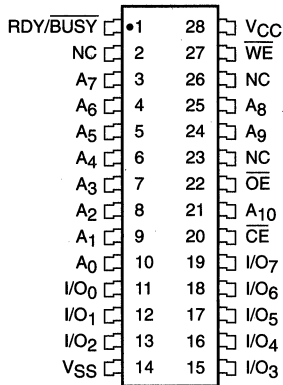 RDY/BUSY 1 28 VCC
NC 2 27 WE
A7 3 26 NC
A6 4 25 A8
A5 5 24 A9
A4 6 23 NC
A3 7 22 OE
A2 8 21 A10
A1 9 20 CE
A0 10 19 I/O7
I/O0 11 18 I/O6
I/O1 12 17 I/O5
I/O2 13 16 I/O4
VSS 14 15 I/O3